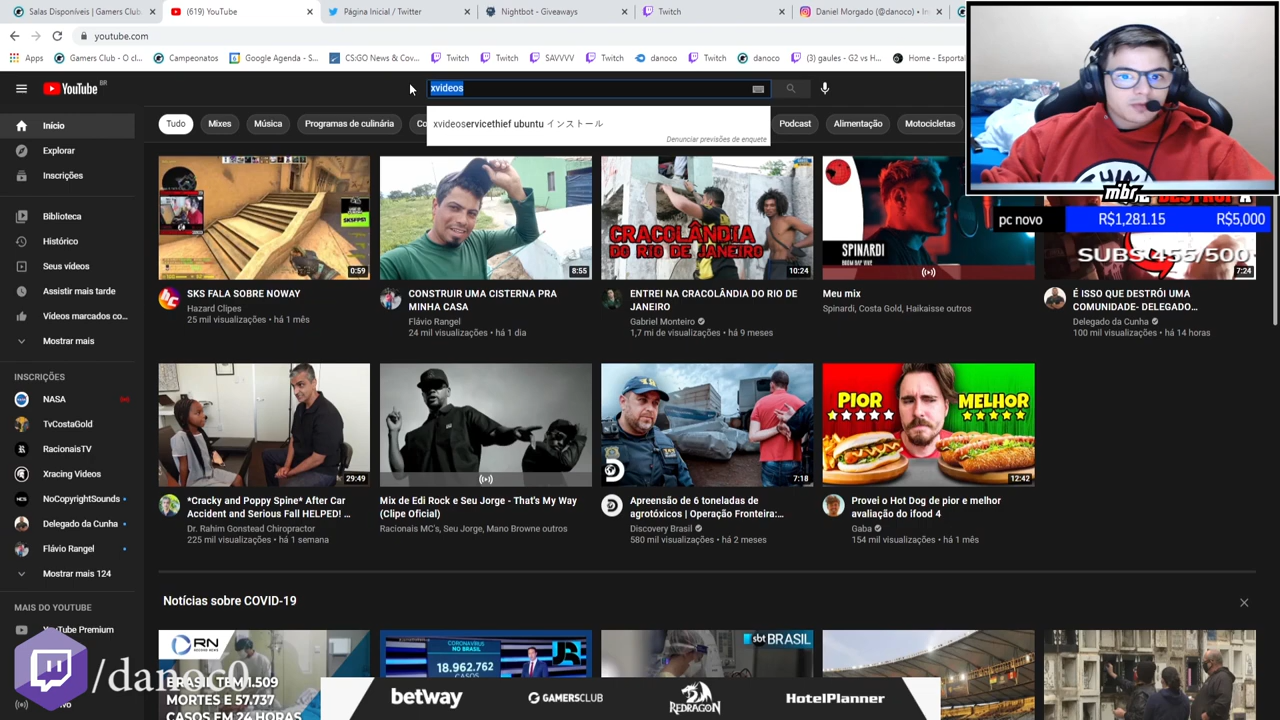 Salas Disponíveis | Gamers Club
(619) YouTube
Página Inicial / Twitter
Nightbot - Giveaways
Twitch
Daniel Morgado (@danoco) • In
youtube.com
Apps
Gamers Club - O cl...
Campeonatos
Google Agenda - S...
CS:GO News & Cov...
Twitch
Twitch
SAVVVV
Twitch
danoco
Twitch
danoco
(3) gaules - G2 vs H...
Home - Esportal
YouTube BR
xvideos
xvideoservicethief ubuntu インストール
Denunciar previsões de enquete
Tudo
Mixes
Música
Programas de culinária
Podcast
Alimentação
Motocicletas
Início
Explorar
Inscrições
Biblioteca
Histórico
Seus vídeos
Assistir mais tarde
Vídeos marcados co...
Mostrar mais
INSCRIÇÕES
NASA
TvCostaGold
RacionaisTV
Xracing Videos
NoCopyrightSounds
Delegado da Cunha
Flávio Rangel
Mostrar mais 124
MAIS DO YOUTUBE
YouTube Premium
mibr
pc novo
R$1,281.15
R$5,000
SUBS 455/500
SKSFPS1
0:59
8:55
CRACOLÂNDIA
DO RIO DE JANEIRO
10:24
SPINARDI
7:24
SKS FALA SOBRE NOWAY
Hazard Clipes
25 mil visualizações • há 1 mês
CONSTRUIR UMA CISTERNA PRA
MINHA CASA
Flávio Rangel
24 mil visualizações • há 1 dia
ENTREI NA CRACOLÂNDIA DO RIO DE
JANEIRO
Gabriel Monteiro
1,7 mi de visualizações • há 9 meses
Meu mix
Spinardi, Costa Gold, Haikaisse outros
É ISSO QUE DESTRÓI UMA
COMUNIDADE- DELEGADO...
Delegado da Cunha
100 mil visualizações • há 14 horas
29:49
7:18
PIOR
MELHOR
12:42
*Cracky and Poppy Spine* After Car
Accident and Serious Fall HELPED! ...
Dr. Rahim Gonstead Chiropractor
225 mil visualizações • há 1 semana
Mix de Edi Rock e Seu Jorge - That's My Way
(Clipe Oficial)
Racionais MC's, Seu Jorge, Mano Browne outros
Apreensão de 6 toneladas de
agrotóxicos | Operação Fronteira:...
Discovery Brasil
580 mil visualizações • há 2 meses
Provei o Hot Dog de pior e melhor
avaliação do ifood 4
Gaba
154 mil visualizações • há 1 mês
Notícias sobre COVID-19
RN
BRASIL TEM 1.509
MORTES E 57.737
CASOS EM 24 HORAS
CORONAVÍRUS
NO BRASIL
18.962.762
CASOS
JB
sbt BRASIL
/danoc0
betway
GAMERSCLUB
REDRAGON
HotelPlanner